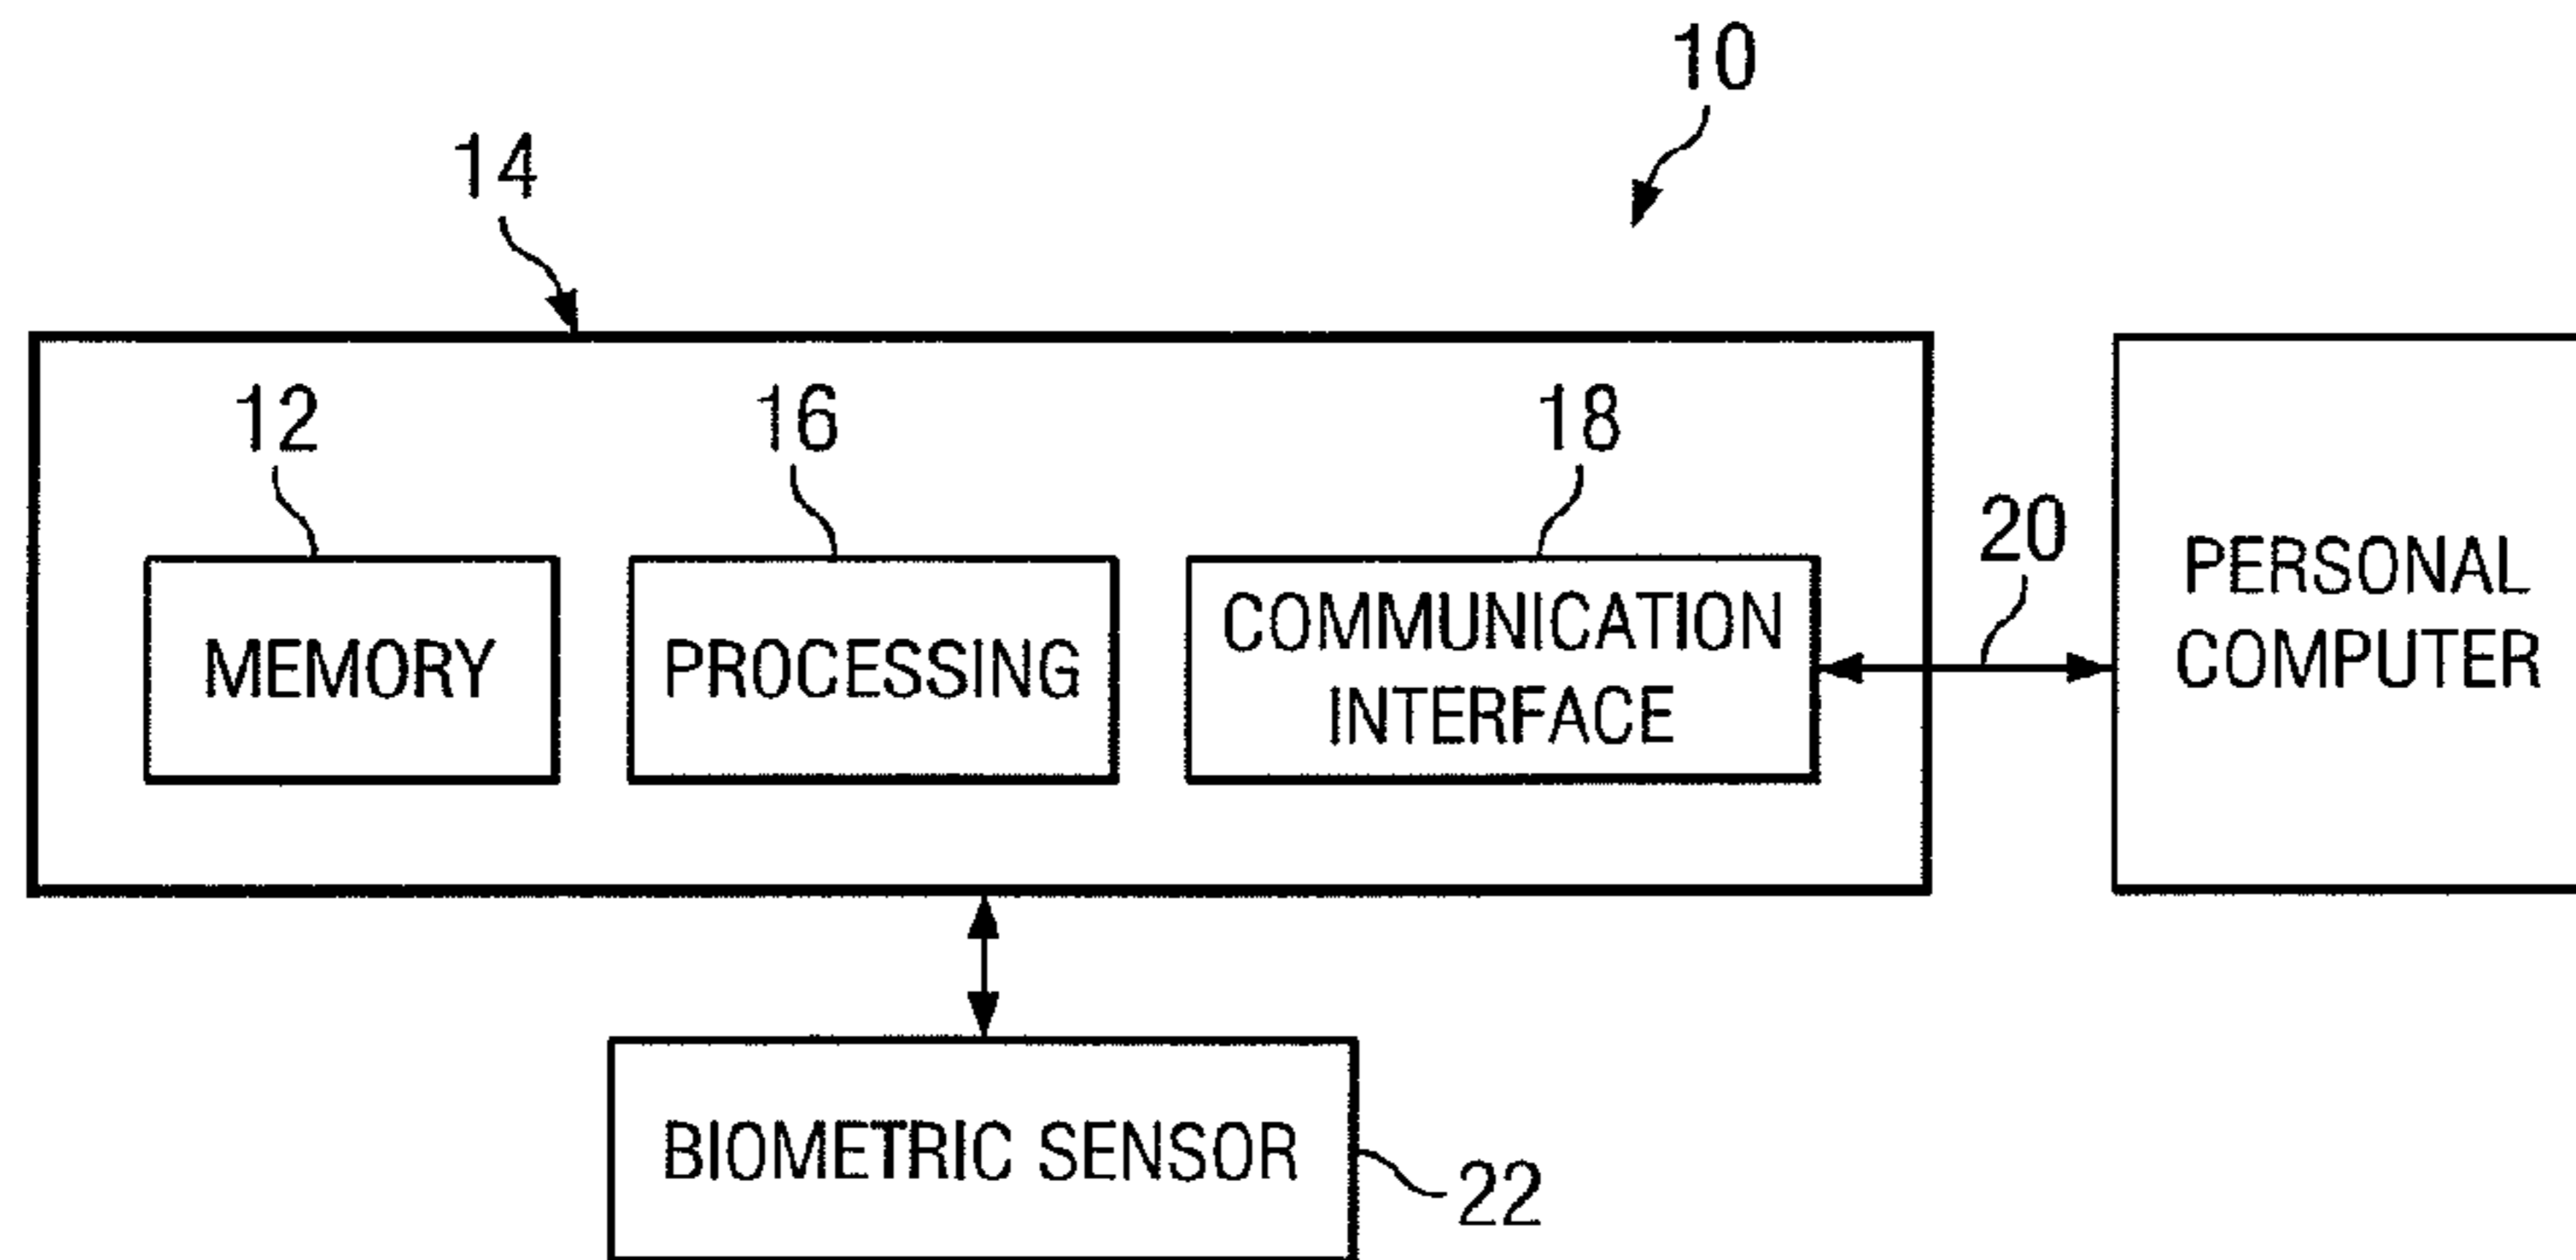 10
14
12
16
18
20
MEMORY
PROCESSING
COMMUNICATION
INTERFACE
PERSONAL
COMPUTER
BIOMETRIC SENSOR
22